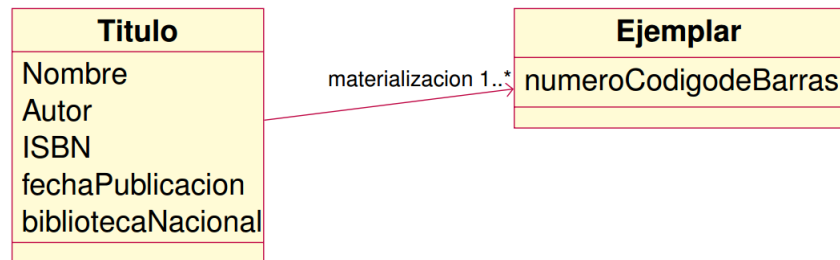 Titulo
Nombre
Autor
ISBN
fechaPublicacion
bibliotecaNacional
materializacion 1..*
Ejemplar
numeroCodigodeBarras